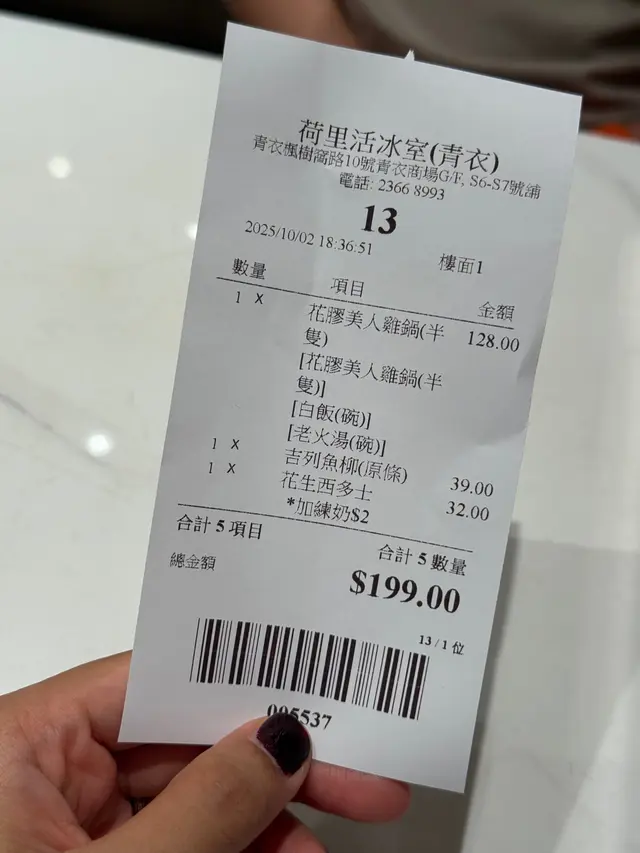 荷里活冰室(青衣)
青衣楓樹窩路10號青衣商場G/F, S6-S7號舖
電話: 2366 8993
13
2025/10/02 18:36:51 樓面1
數量 項目 金額
1 X 花膠美人雞鍋(半 128.00
隻)
[花膠美人雞鍋(半
隻)]
[白飯(碗)]
[老火湯(碗)]
1 X 吉列魚柳(原條) 39.00
1 X 花生西多士 32.00
*加練奶$2
合計 5 項目 合計 5 數量
總金額 $199.00
13 / 1 位
005537